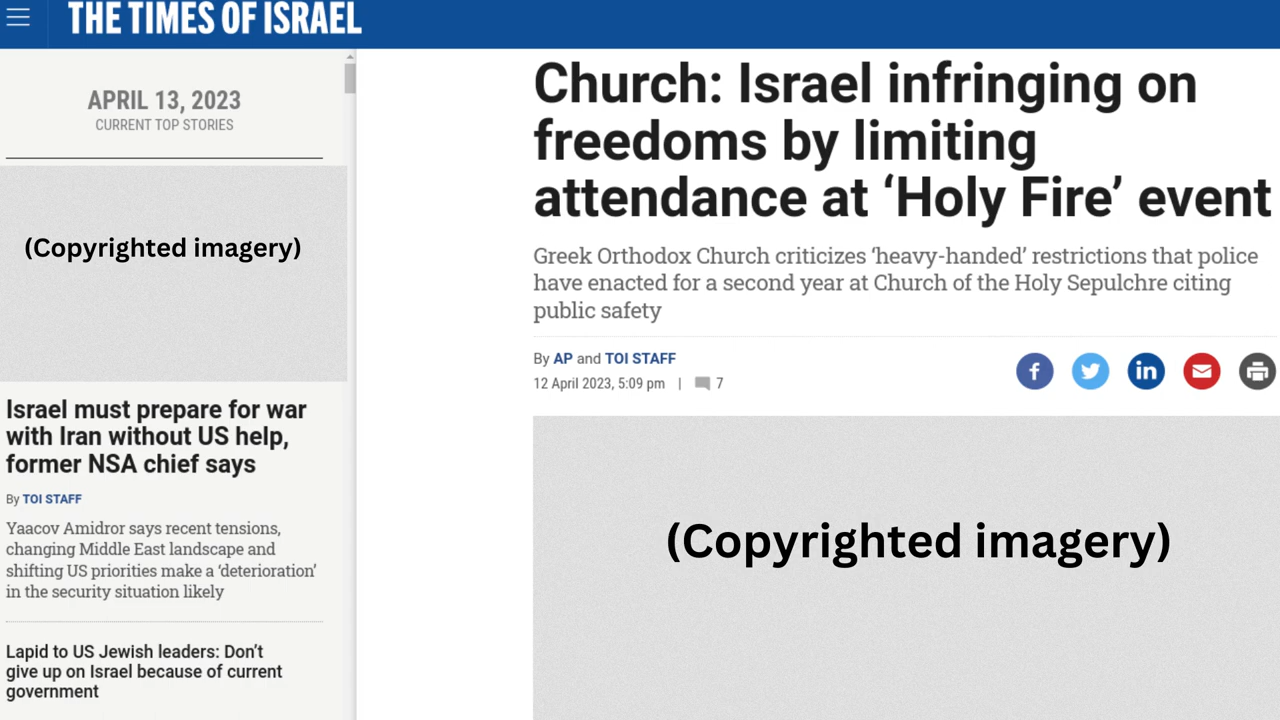 THE TIMES OF ISRAEL
APRIL 13, 2023
CURRENT TOP STORIES
(Copyrighted imagery)
Israel must prepare for war
with Iran without US help,
former NSA chief says
By TOI STAFF
Yaacov Amidror says recent tensions,
changing Middle East landscape and
shifting US priorities make a ‘deterioration’
in the security situation likely
Lapid to US Jewish leaders: Don’t
give up on Israel because of current
government
Church: Israel infringing on
freedoms by limiting
attendance at ‘Holy Fire’ event
Greek Orthodox Church criticizes ‘heavy-handed’ restrictions that police
have enacted for a second year at Church of the Holy Sepulchre citing
public safety
By AP and TOI STAFF
12 April 2023, 5:09 pm | 7
f
in
(Copyrighted imagery)